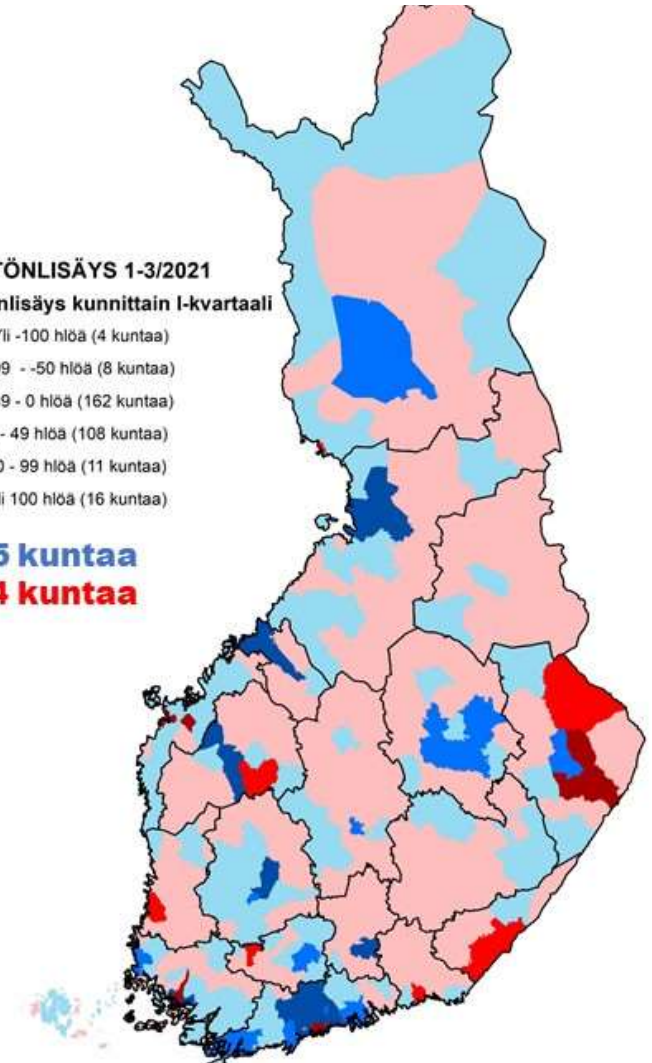 TÖNLISÄYS 1-3/2021
nlisäys kunnittain I-kvartaali
li -100 hlöä (4 kuntaa)
9 - -50 hlöä (8 kuntaa)
9 - 0 hlöä (162 kuntaa)
- 49 hlöä (108 kuntaa)
0 - 99 hlöä (11 kuntaa)
li 100 hlöä (16 kuntaa)
5 kuntaa
4 kuntaa